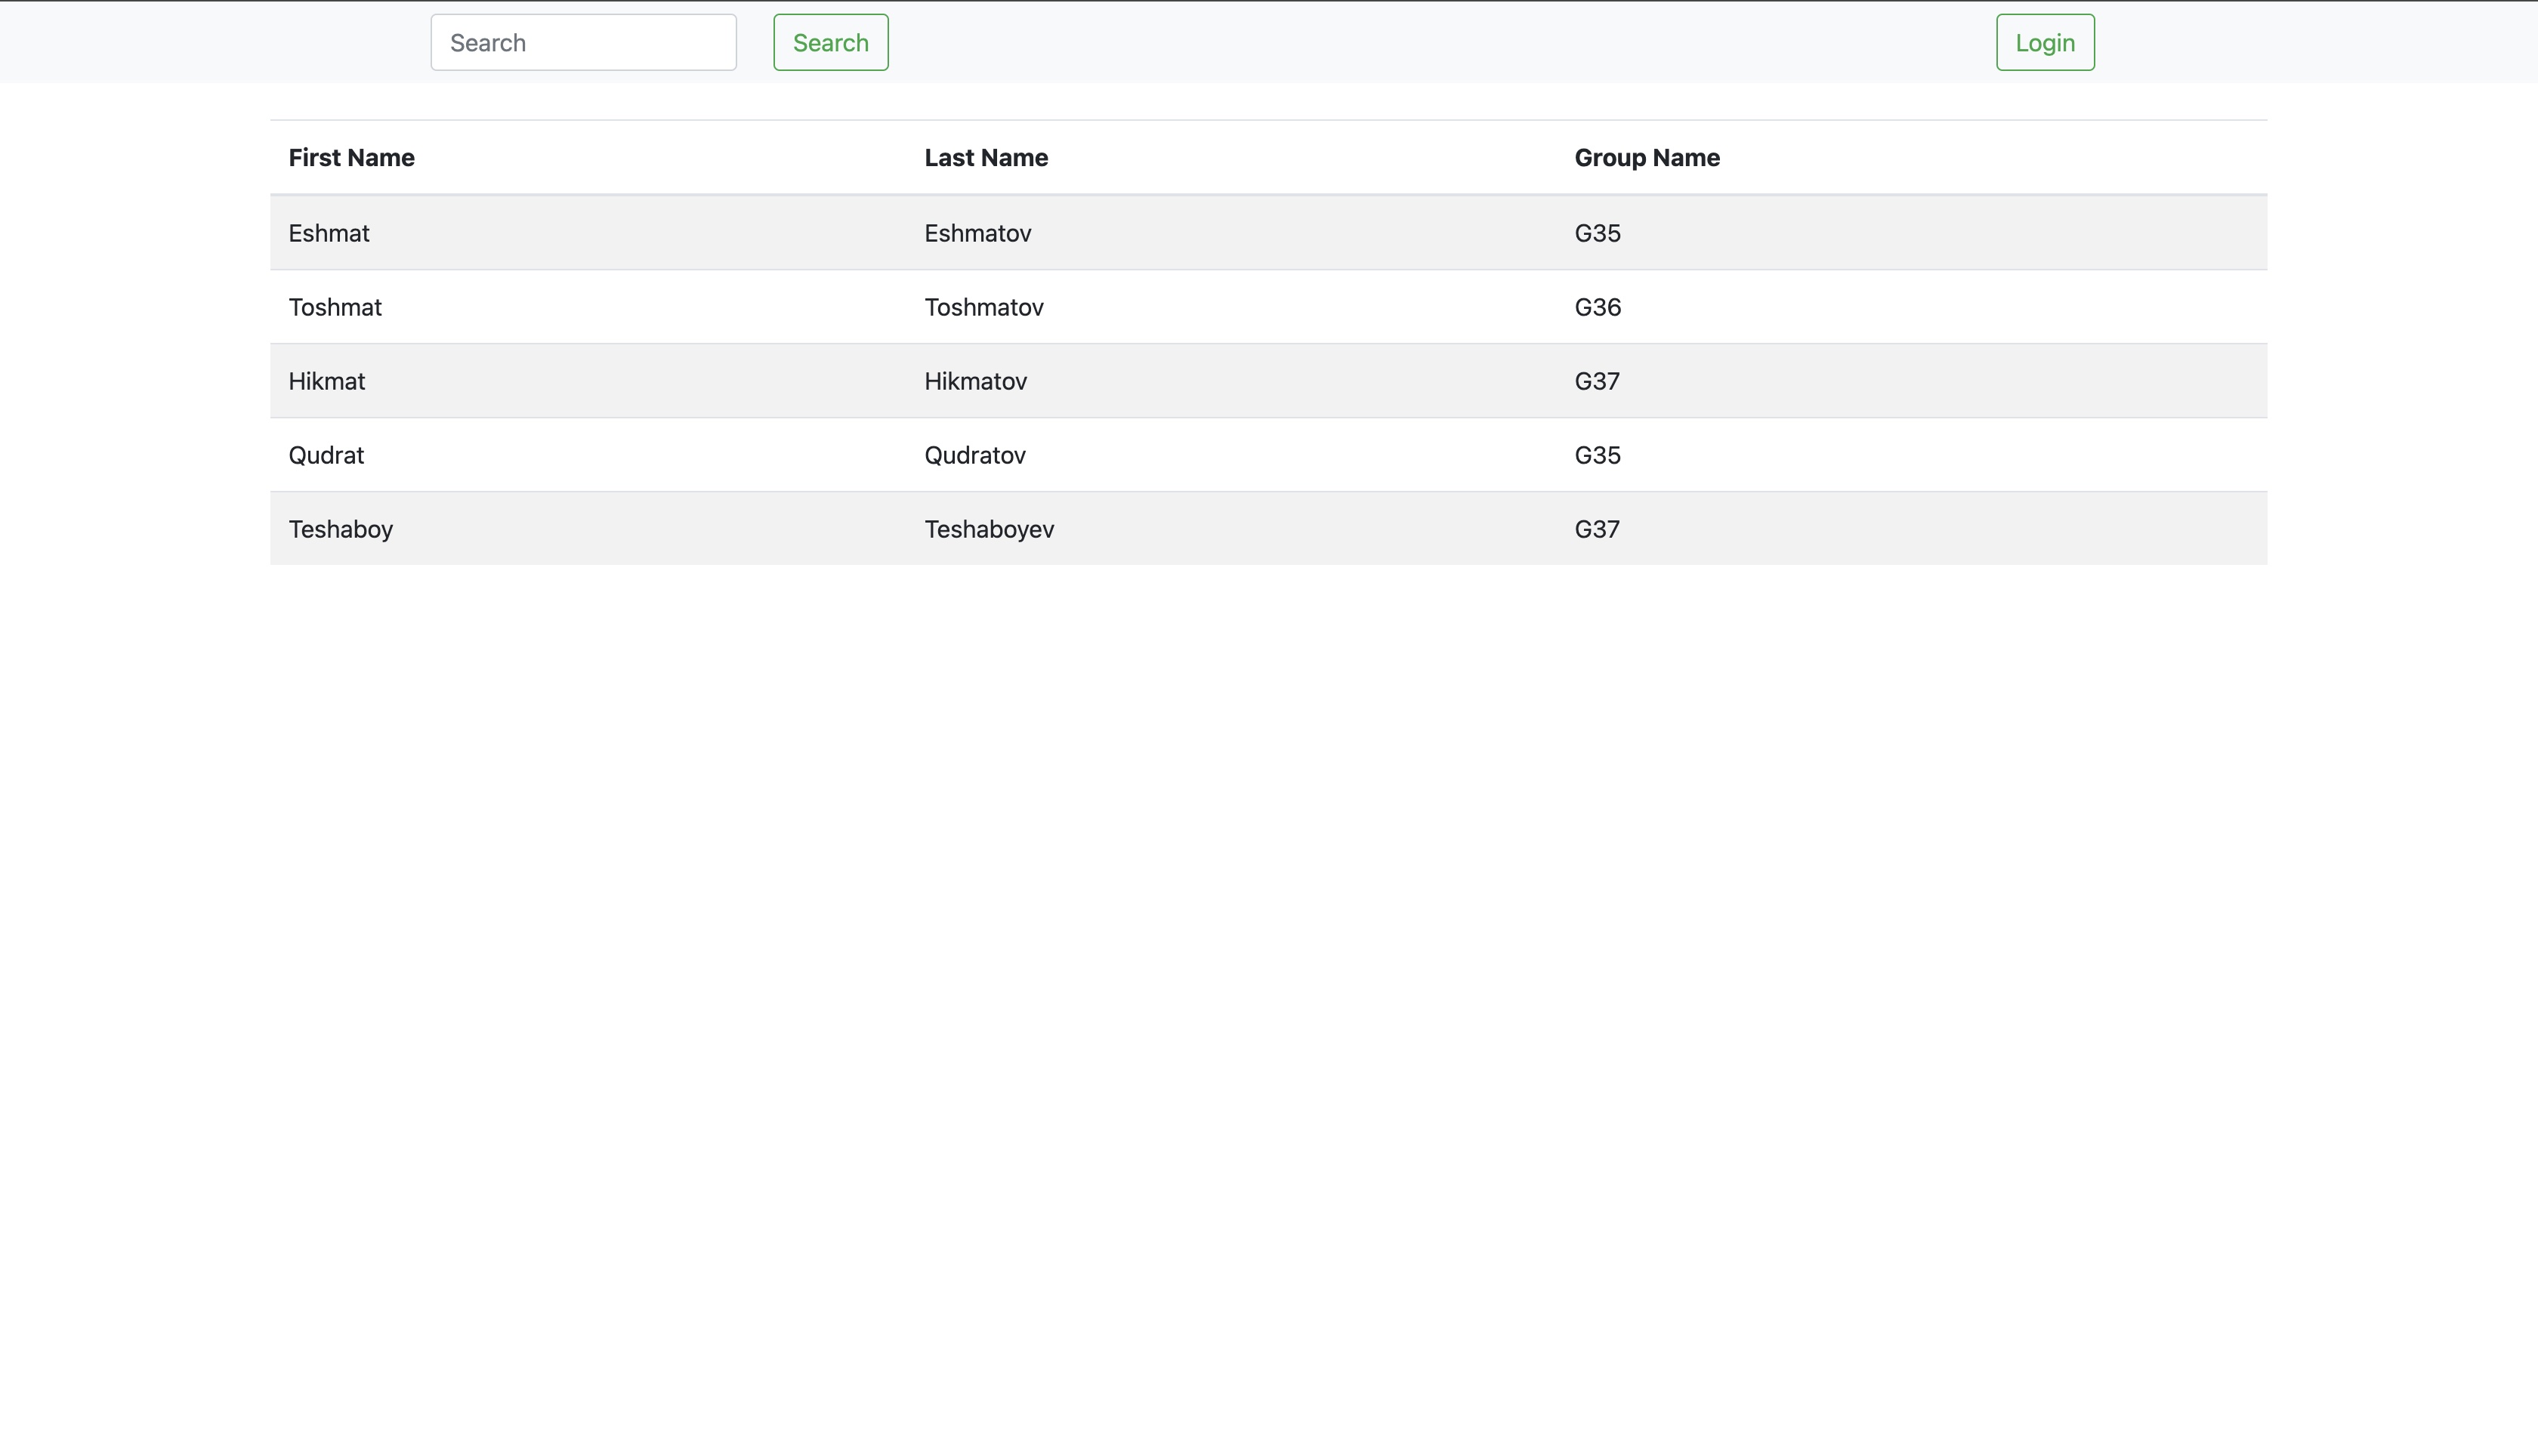 Search Search Login
First Name Last Name Group Name
Eshmat Eshmatov G35
Toshmat Toshmatov G36
Hikmat Hikmatov G37
Qudrat Qudratov G35
Teshaboy Teshaboyev G37